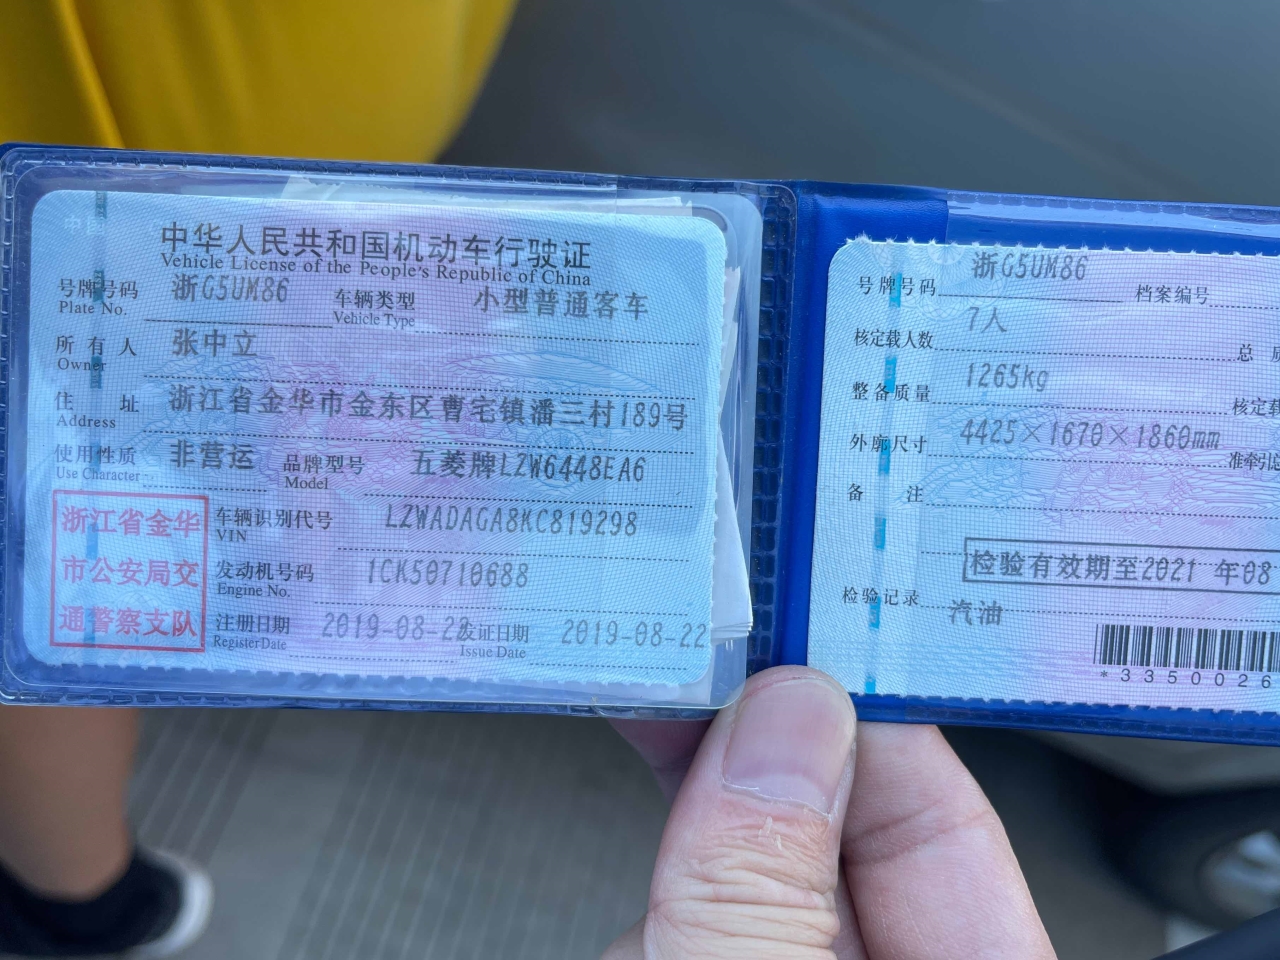 中华人民共和国机动车行驶证
Vehicle License of the People's Republic of China
号牌号码 浙G5UM86 车辆类型 小型普通客车
Plate No. Vehicle Type
所有人 张中立
Owner
住址 浙江省金华市金东区曹宅镇潘三村189号
Address
使用性质 非营运 品牌型号 五菱牌LZW6448EA6
Use Character Model
浙江省金华
市公安局交
通警察支队
车辆识别代号 LZWADAGA8KC819298
VIN
发动机号码 1CK50710688
Engine No.
注册日期 2019-08-22 发证日期 2019-08-22
Register Date Issue Date
号牌号码 浙G5UM86 档案编号
核定载人数 7人 总
整备质量 1265kg 核定载
外廓尺寸 4425×1670×1860mm 准牵引
备注
检验有效期至2021 年08
检验记录 汽油
*3350026